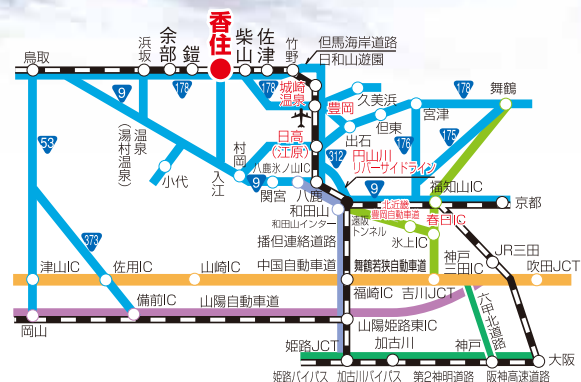 香住
鳥取
浜坂
余部
鎧
柴山
佐津
竹野
但馬海岸道路
日和山遊園
9
178
178
178
城崎
温泉
豊岡
久美浜
宮津
舞鶴
但東
出石
175
176
53
温泉
(湯村温泉)
小代
村岡
入江
日高
(江原)
312
円山川
リバーサイドライン
八鹿氷ノ山IC
9
関宮
八鹿
9
福知山IC
京都
和田山
和田山インター
北近畿
豊岡自動車道
春日IC
遠阪
トンネル
氷上IC
播但連絡道路
373
神戸
三田IC
JR三田
津山IC
佐用IC
山崎IC
中国自動車道
舞鶴若狭自動車道
福崎IC
吉川JCT
吹田JCT
六甲北道路
備前IC
山陽自動車道
岡山
山陽姫路東IC
姫路JCT
加古川
神戸
大阪
姫路バイパス
加古川バイパス
第2神明道路
阪神高速道路